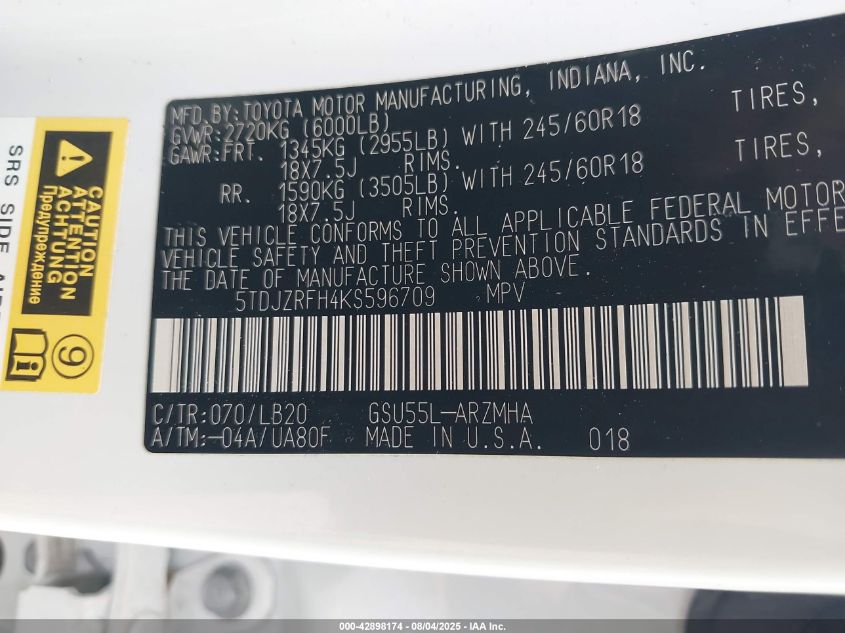 MFD.BY:TOYOTA MOTOR MANUFACTURING, INDIANA, INC.
GVWR:2720KG (6000LB)
GAWR:FRT. 1345KG (2955LB) WITH 245/60R18 TIRES,
18X7.5J RIMS.
RR. 1590KG (3505LB) WITH 245/60R18 TIRES,
18X7.5J RIMS.
THIS VEHICLE CONFORMS TO ALL APPLICABLE FEDERAL MOTOR
VEHICLE SAFETY AND THEFT PREVENTION STANDARDS IN EFFE
THE DATE OF MANUFACTURE SHOWN ABOVE.
5TDJZRFH4KS596709 MPV
C/TR:070/LB20 GSU55L-ARZMHA
A/TM:-04A/UA80F MADE IN U.S.A. 018
CAUTION
ATTENTION
ACHTUNG
Предупреждение
9
SRS SIDE
000-42898174 - 08/04/2025 - IAA Inc.